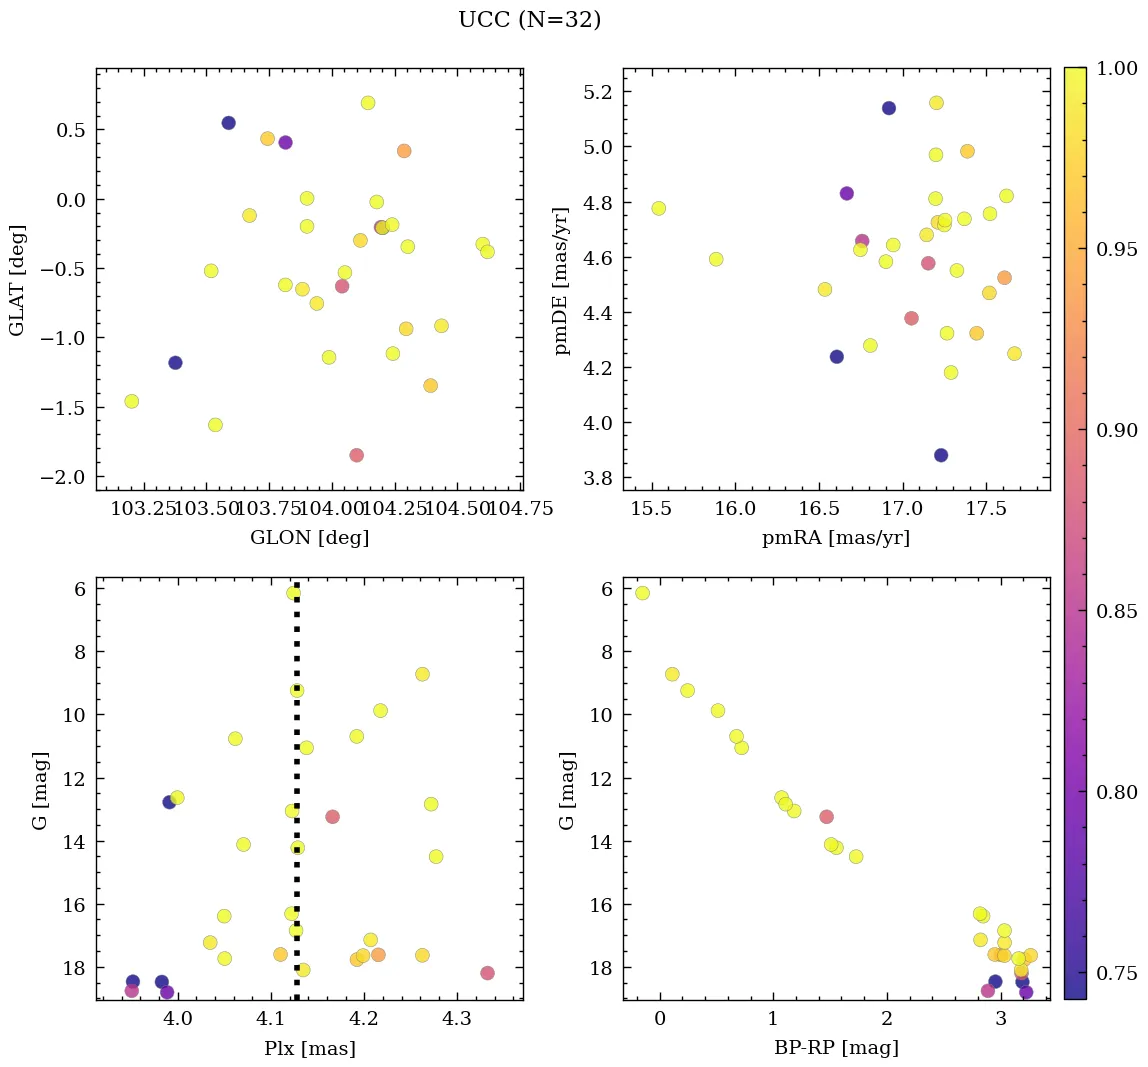 UCC (N=32)
0.5
0.0
−0.5
−1.0
−1.5
−2.0
GLAT [deg]
103.25 103.50 103.75 104.00 104.25 104.50 104.75
GLON [deg]
5.2
5.0
4.8
4.6
4.4
4.2
4.0
3.8
pmDE [mas/yr]
15.5 16.0 16.5 17.0 17.5
pmRA [mas/yr]
6
8
10
12
14
16
18
G [mag]
4.0 4.1 4.2 4.3
Plx [mas]
6
8
10
12
14
16
18
G [mag]
0 1 2 3
BP-RP [mag]
1.00
0.95
0.90
0.85
0.80
0.75